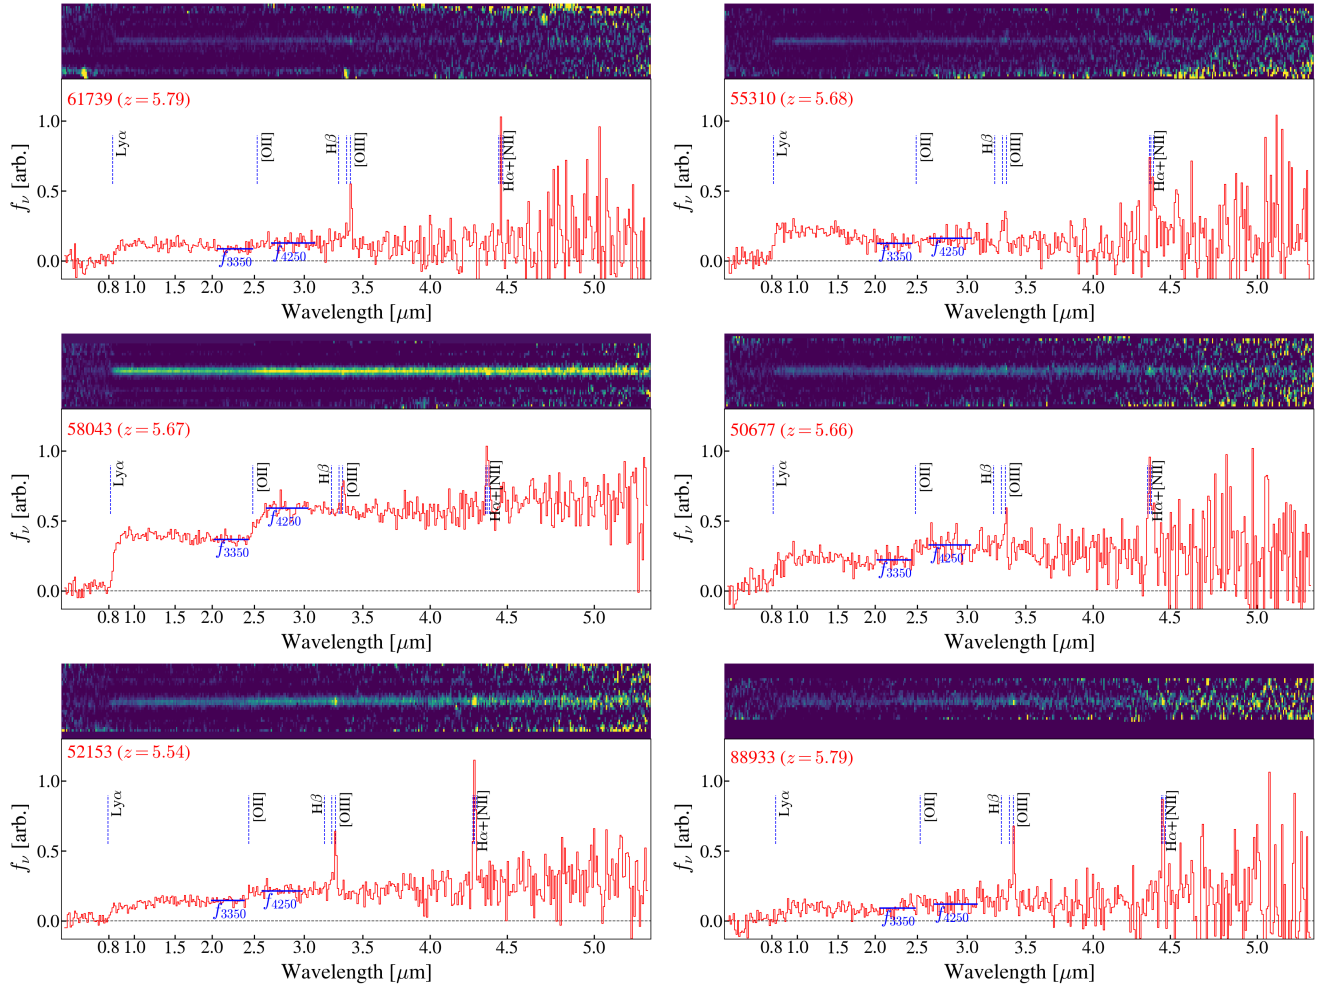 61739 (z = 5.79)
1.0
0.5
0.0
fν [arb.]
Lyα
[OII]
Hβ
[OIII]
Hα+[NII]
f3350
f4250
0.8 1.0 1.5 2.0 2.5 3.0 3.5 4.0 4.5 5.0
Wavelength [μm]
55310 (z = 5.68)
1.0
0.5
0.0
fν [arb.]
Lyα
[OII]
Hβ
[OIII]
Hα+[NII]
f3350
f4250
0.8 1.0 1.5 2.0 2.5 3.0 3.5 4.0 4.5 5.0
Wavelength [μm]
58043 (z = 5.67)
1.0
0.5
0.0
fν [arb.]
Lyα
[OII]
Hβ
[OIII]
Hα+[NII]
f3350
f4250
0.8 1.0 1.5 2.0 2.5 3.0 3.5 4.0 4.5 5.0
Wavelength [μm]
50677 (z = 5.66)
1.0
0.5
0.0
fν [arb.]
Lyα
[OII]
Hβ
[OIII]
Hα+[NII]
f3350
f4250
0.8 1.0 1.5 2.0 2.5 3.0 3.5 4.0 4.5 5.0
Wavelength [μm]
52153 (z = 5.54)
1.0
0.5
0.0
fν [arb.]
Lyα
[OII]
Hβ
[OIII]
Hα+[NII]
f3350
f4250
0.8 1.0 1.5 2.0 2.5 3.0 3.5 4.0 4.5 5.0
Wavelength [μm]
88933 (z = 5.79)
1.0
0.5
0.0
fν [arb.]
Lyα
[OII]
Hβ
[OIII]
Hα+[NII]
f3350
f4250
0.8 1.0 1.5 2.0 2.5 3.0 3.5 4.0 4.5 5.0
Wavelength [μm]